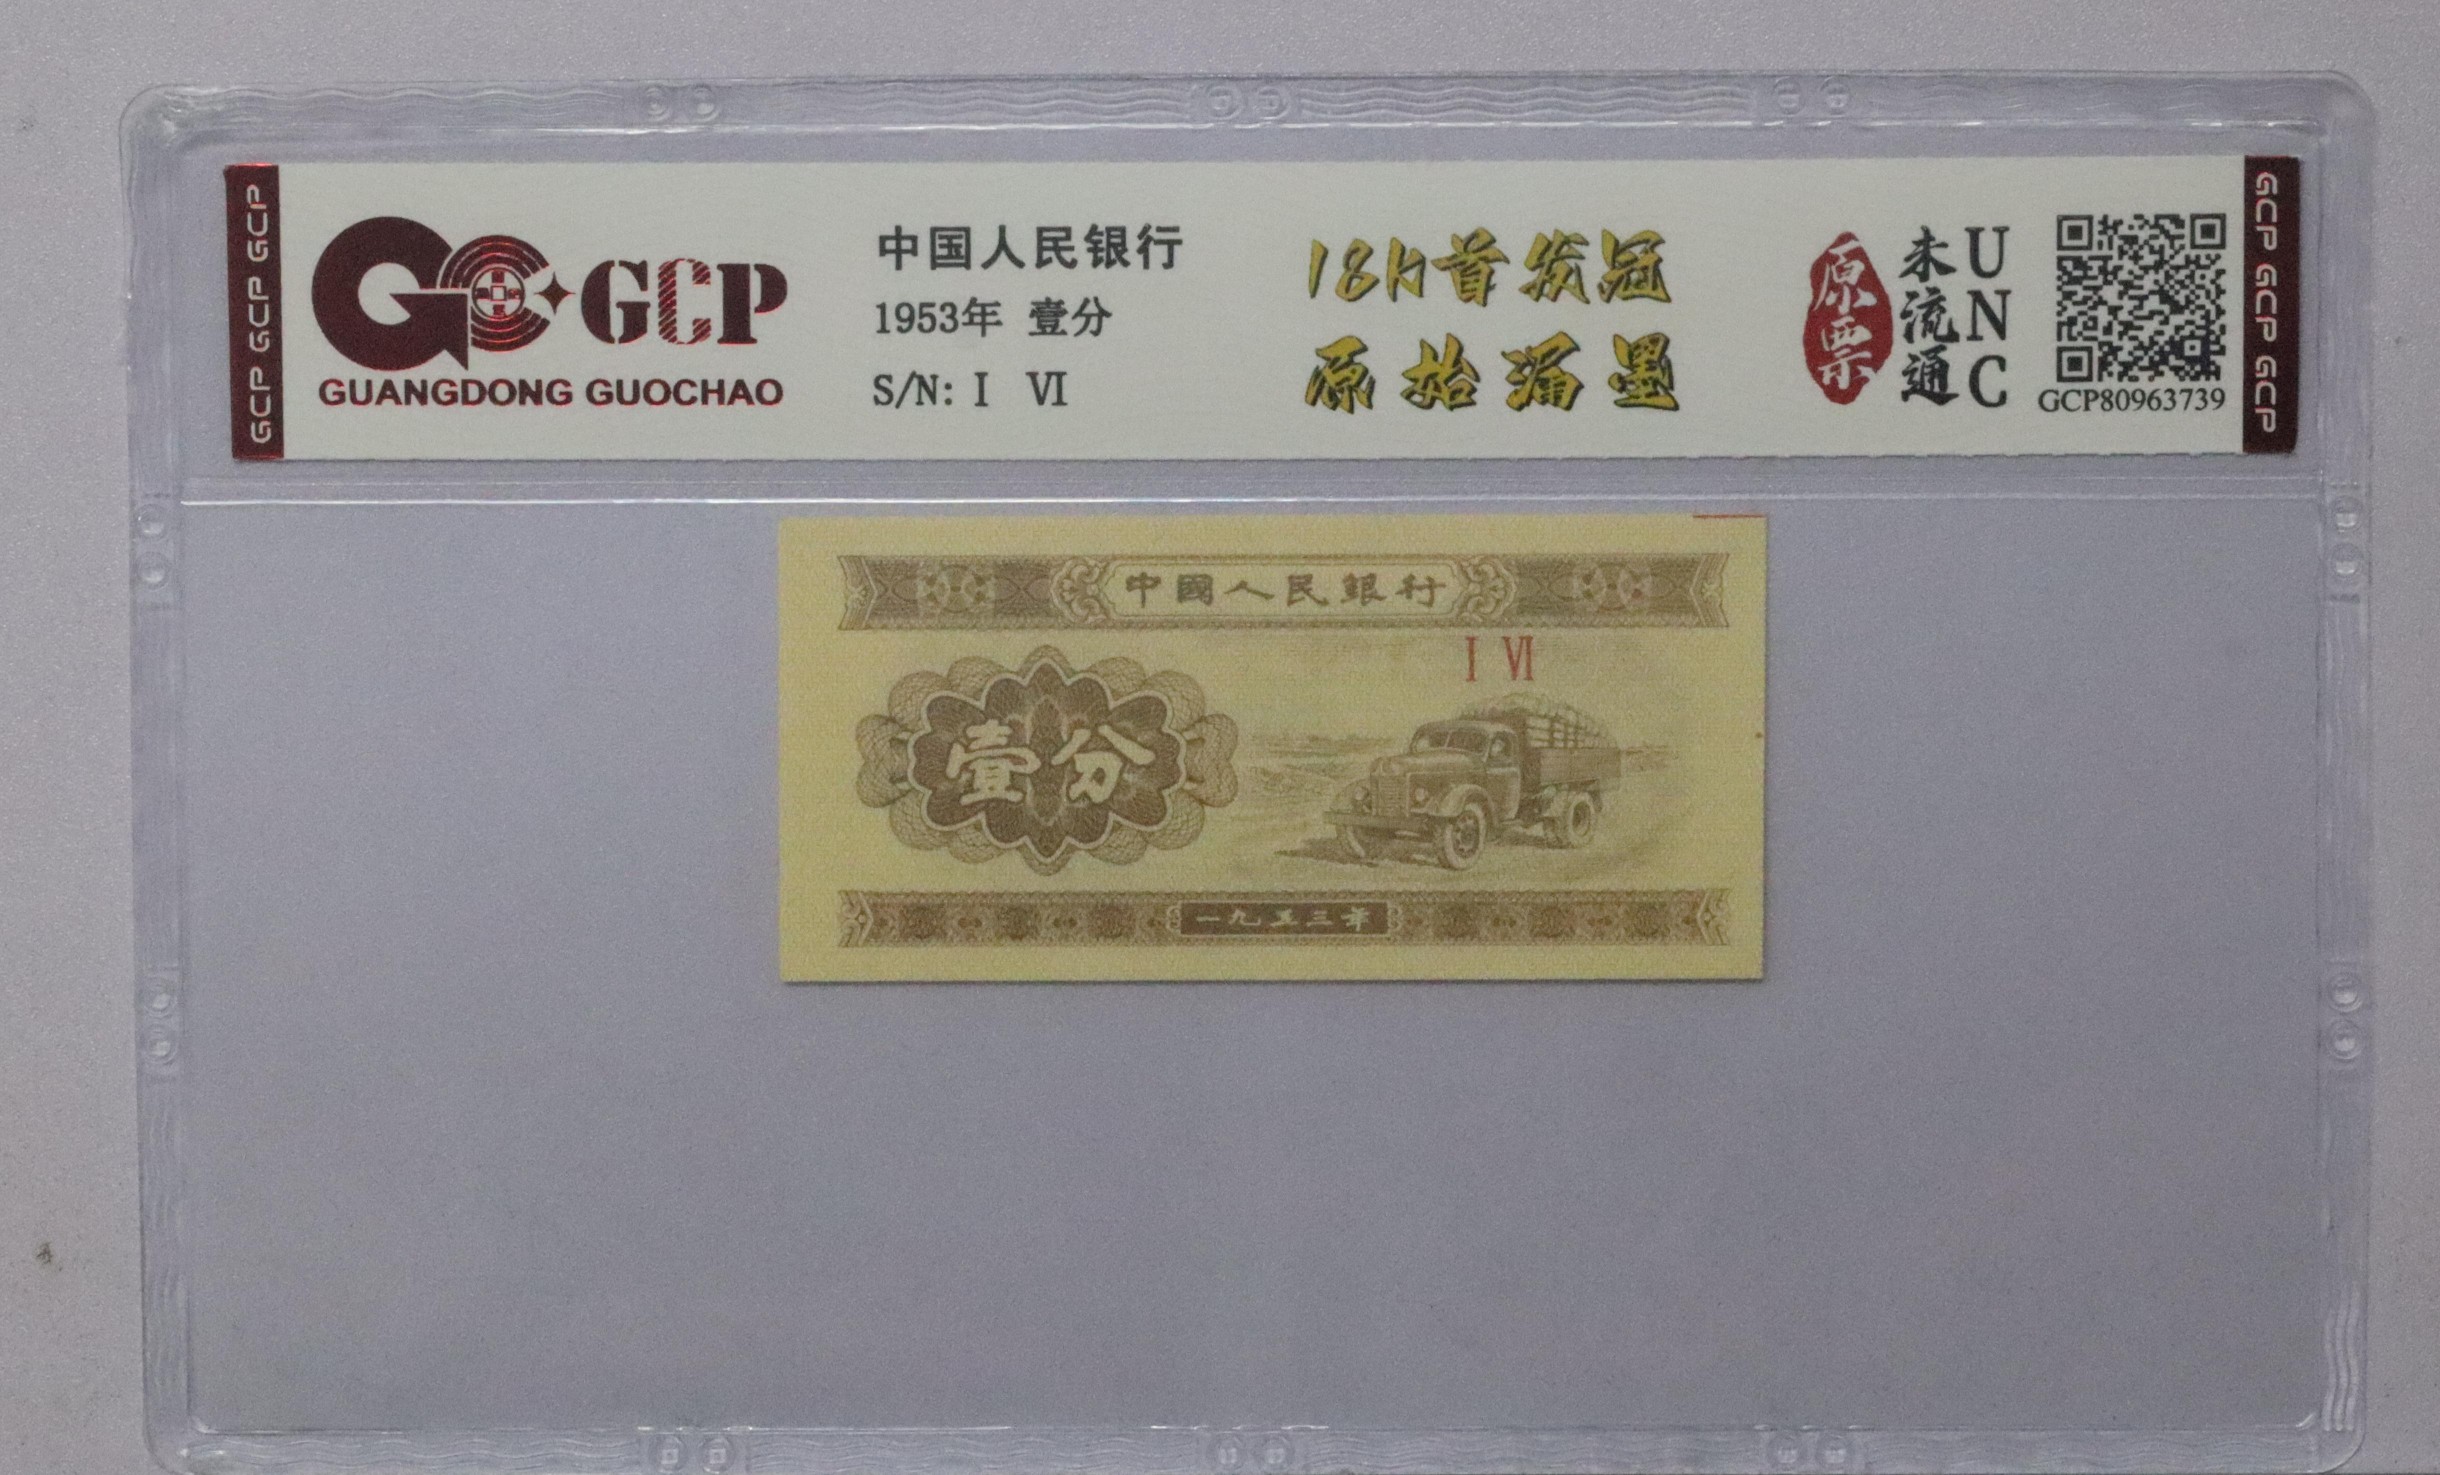 GCP GCP GCP
GCP
GUANGDONG GUOCHAO
中国人民银行
1953年 壹分
S/N: I VI
18h首发冠
原始漏墨
原票
未流通
UNC
GCP80963739
GCP GCP GCP
中國人民銀行
I VI
壹分
一九五三年